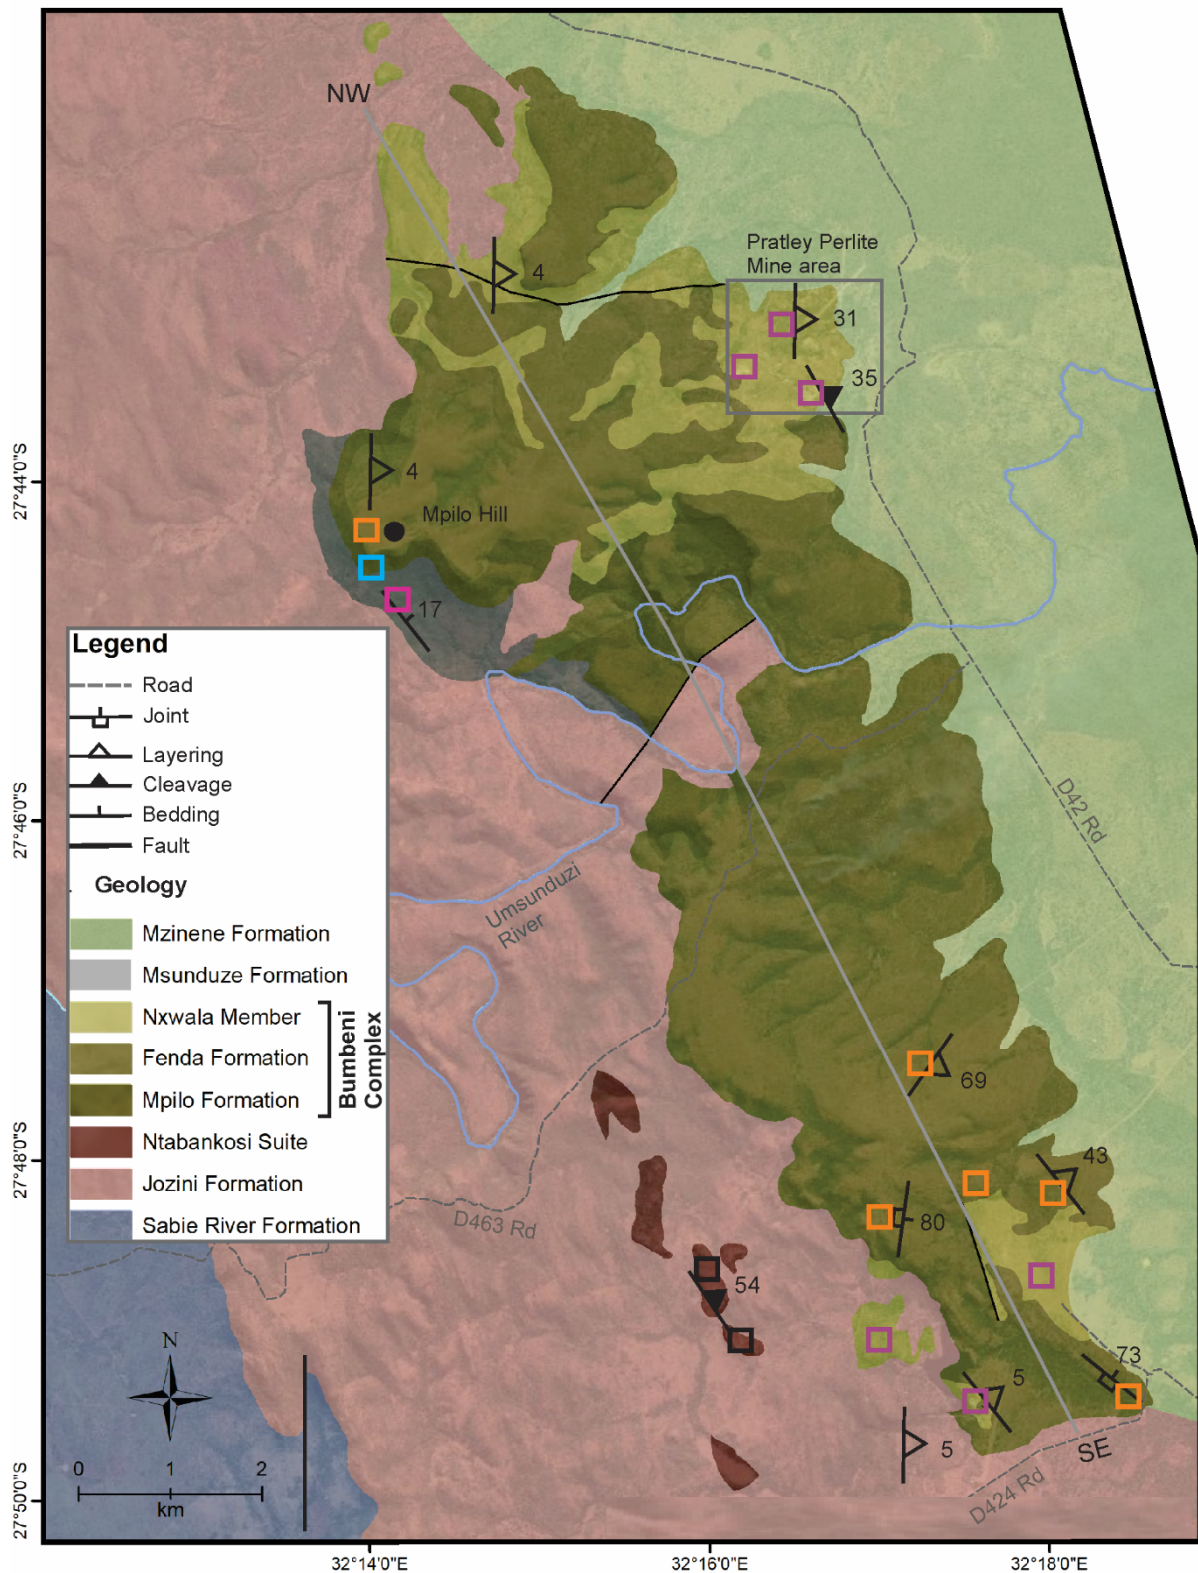 NW
4
Pratley Perlite
Mine area
31
35
4
27°44'0"S
Mpilo Hill
17
Legend
Road
Joint
Layering
Cleavage
Bedding
Fault
Geology
Mzinene Formation
Msunduze Formation
Nxwala Member
Fenda Formation
Mpilo Formation
Bumbeni
Complex
Ntabankosi Suite
Jozini Formation
Sabie River Formation
27°46'0"S
D42 Rd
Umsunduzi
River
69
27°48'0"S
43
80
D463 Rd
54
73
5
5
SE
D424 Rd
N
0 1 2
km
27°50'0"S
32°14'0"E 32°16'0"E 32°18'0"E